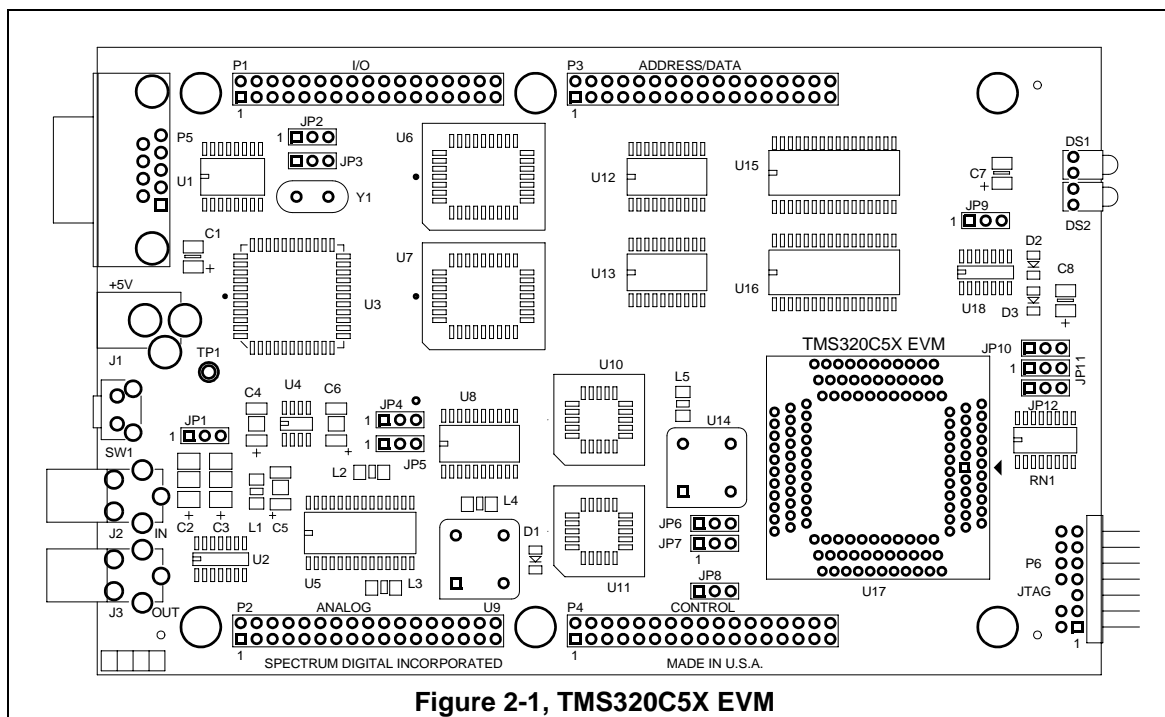 P1 I/O P3 ADDRESS/DATA
1 1
P5
U1
1 JP2
JP3
Y1
U6
U12
U15
C7
+
DS1
DS2
JP9
1
C1
+
U7
U3
U13
U16
U18
D2
D3
C8
+
+5V
J1
TP1
TMS320C5X EVM
JP10
1
JP11
JP12
RN1
C4
+
U4
C6
+
JP4
1
1
JP5
U8
U10
L5
U14
SW1
JP1
1
C2
+
C3
+
L1
C5
+
L2
L4
J2 IN
U2
U5
L3
D1
U11
JP6
JP7
1
JP8
U17
P6
JTAG
1
J3 OUT
P2 ANALOG U9 P4 CONTROL
1 SPECTRUM DIGITAL INCORPORATED 1 MADE IN U.S.A.
Figure 2-1, TMS320C5X EVM